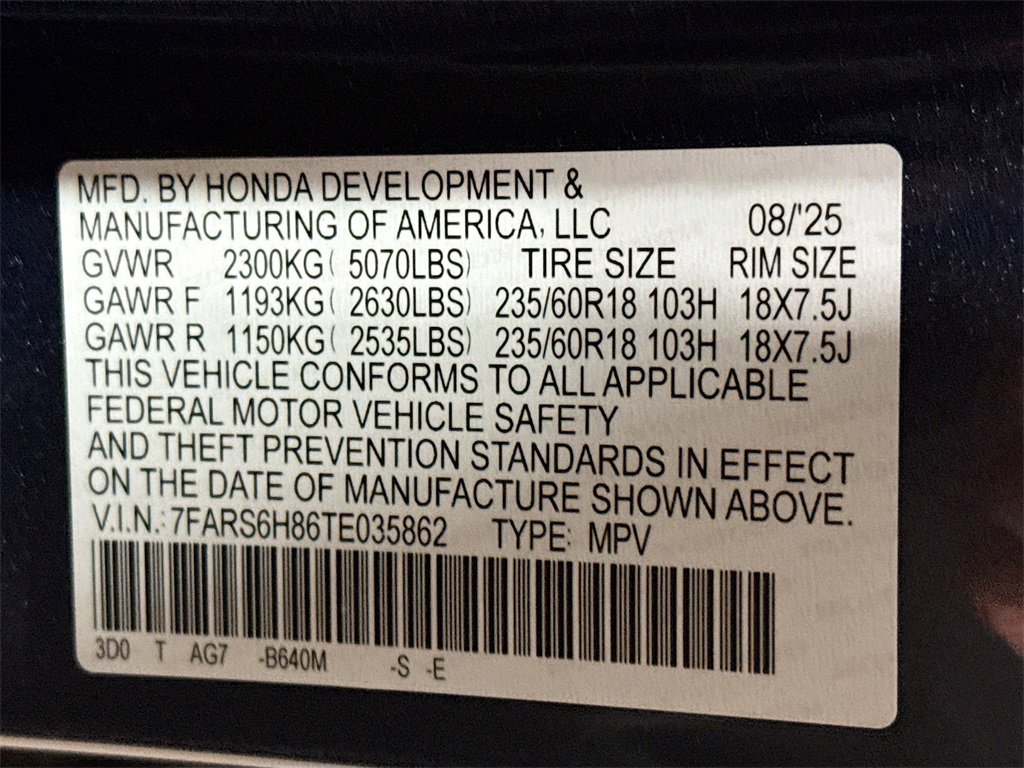 MFD. BY HONDA DEVELOPMENT &
MANUFACTURING OF AMERICA, LLC 08/'25
GVWR 2300KG( 5070LBS) TIRE SIZE RIM SIZE
GAWR F 1193KG( 2630LBS) 235/60R18 103H 18X7.5J
GAWR R 1150KG( 2535LBS) 235/60R18 103H 18X7.5J
THIS VEHICLE CONFORMS TO ALL APPLICABLE
FEDERAL MOTOR VEHICLE SAFETY
AND THEFT PREVENTION STANDARDS IN EFFECT
ON THE DATE OF MANUFACTURE SHOWN ABOVE.
V.I.N.: 7FARS6H86TE035862 TYPE: MPV
3D0 T AG7 -B640M -S -E